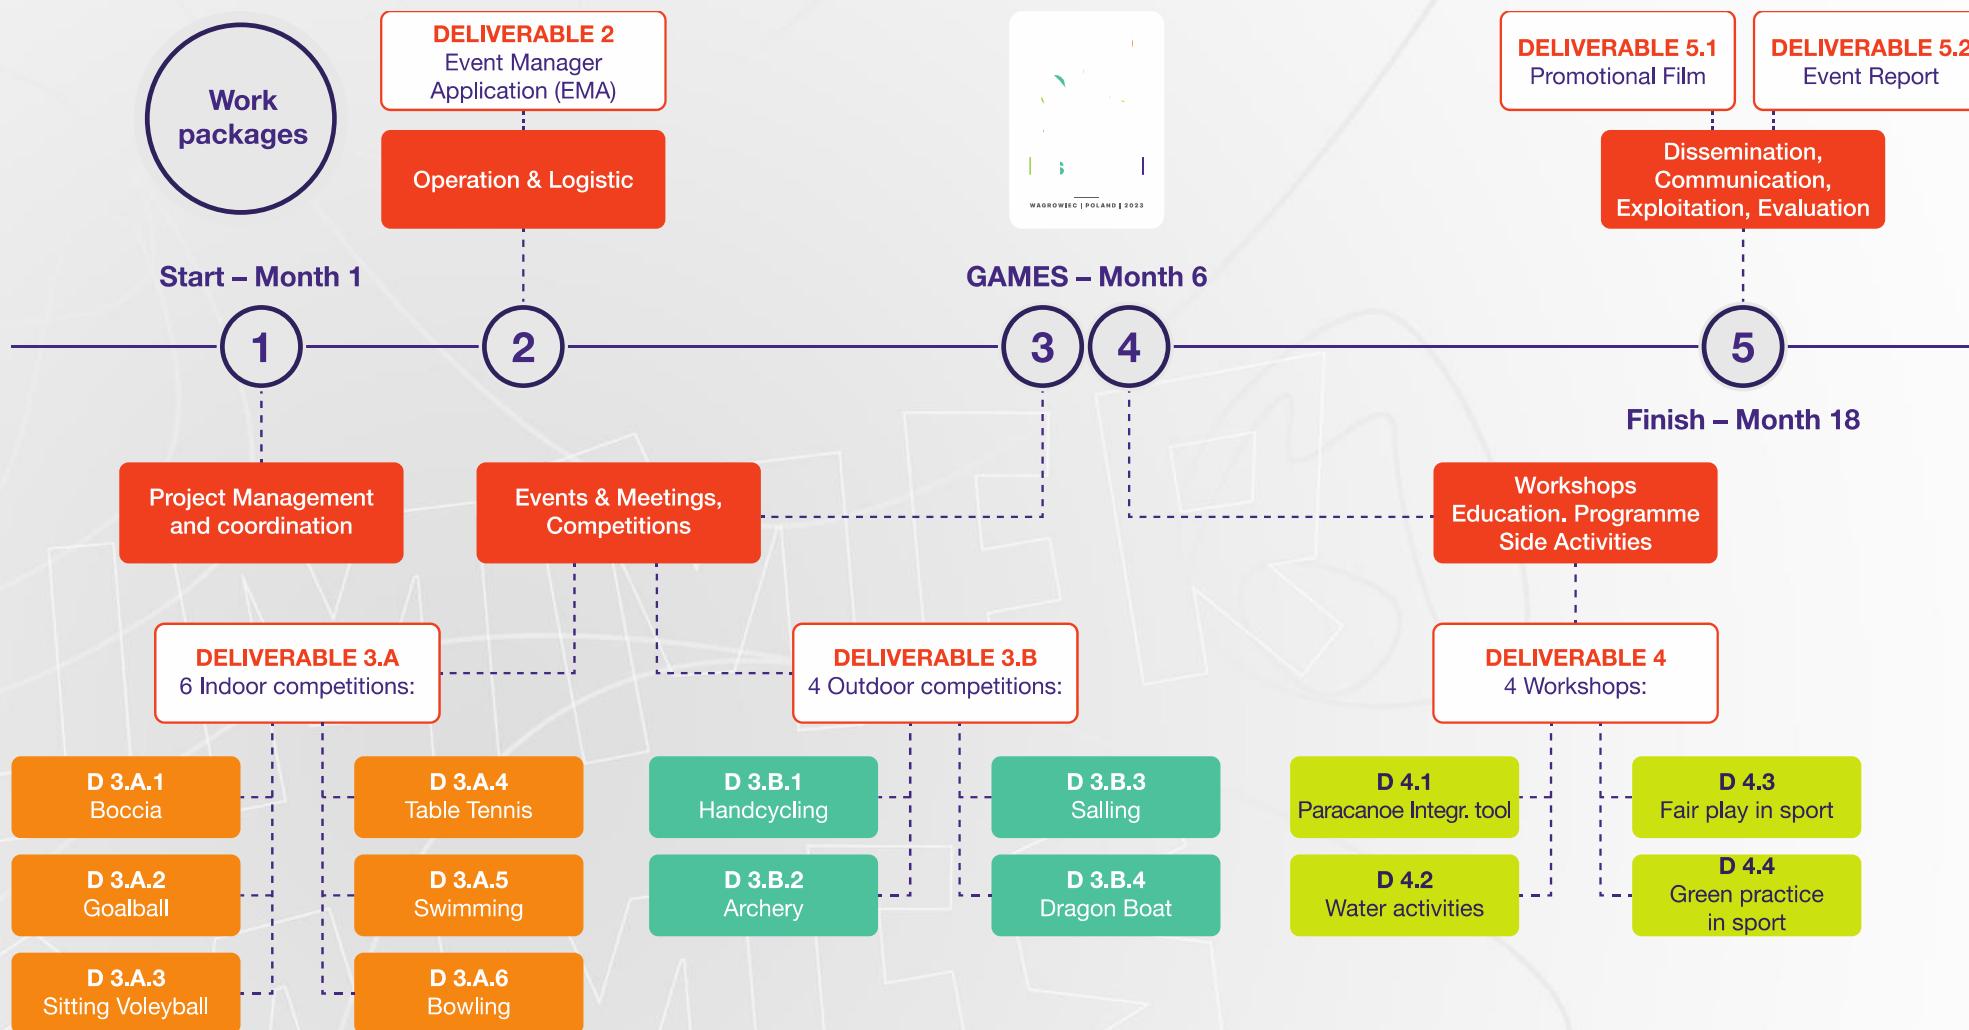 Work
packages
DELIVERABLE 2
Event Manager
Application (EMA)
Operation & Logistic
WAGROWIEC | POLAND | 2023
DELIVERABLE 5.1
Promotional Film
DELIVERABLE 5.2
Event Report
Dissemination,
Communication,
Exploitation, Evaluation
Start – Month 1
GAMES – Month 6
1
2
3
4
5
Finish – Month 18
Project Management
and coordination
Events & Meetings,
Competitions
Workshops
Education. Programme
Side Activities
DELIVERABLE 3.A
6 Indoor competitions:
DELIVERABLE 3.B
4 Outdoor competitions:
DELIVERABLE 4
4 Workshops:
D 3.A.1
Boccia
D 3.A.4
Table Tennis
D 3.B.1
Handcycling
D 3.B.3
Salling
D 4.1
Paracanoe Integr. tool
D 4.3
Fair play in sport
D 3.A.2
Goalball
D 3.A.5
Swimming
D 3.B.2
Archery
D 3.B.4
Dragon Boat
D 4.2
Water activities
D 4.4
Green practice
in sport
D 3.A.3
Sitting Voleyball
D 3.A.6
Bowling